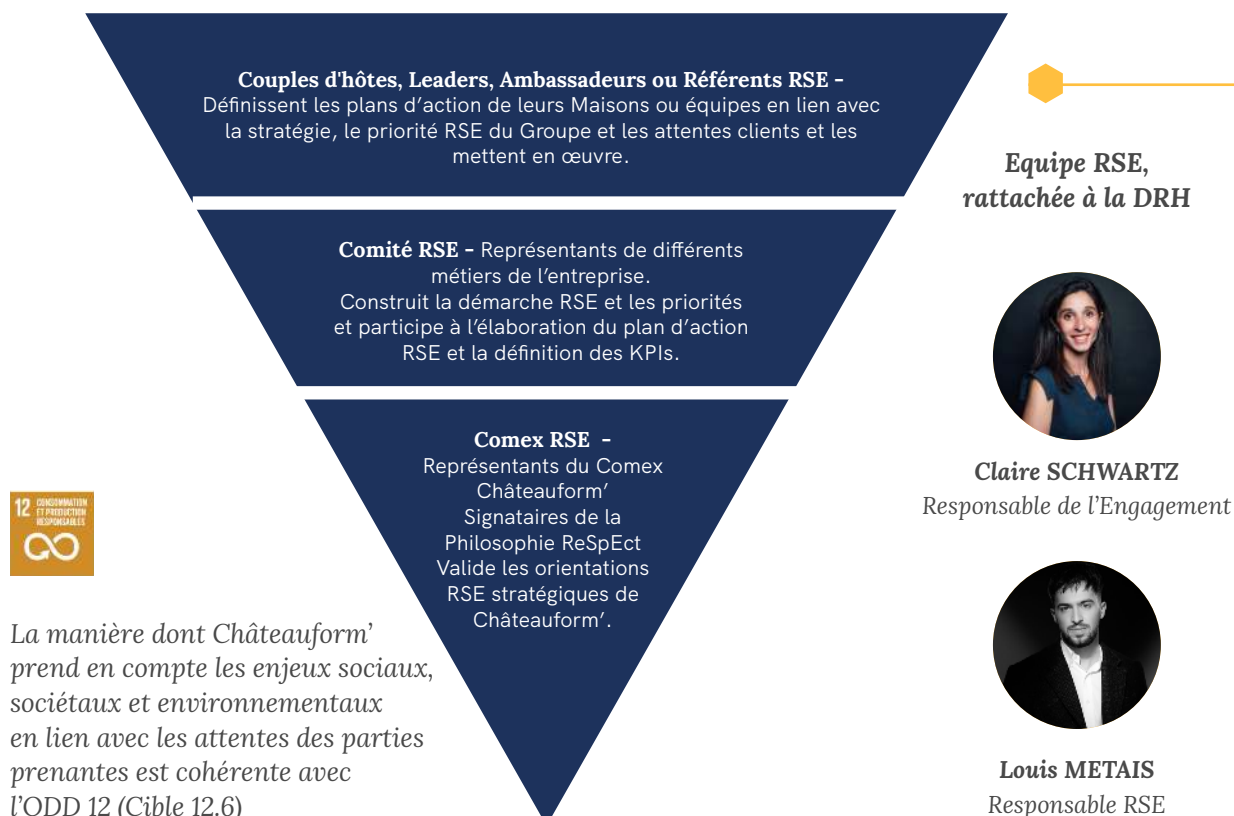 Couples d'hôtes, Leaders, Ambassadeurs ou Référents RSE -
Définissent les plans d’action de leurs Maisons ou équipes en lien avec
la stratégie, le priorité RSE du Groupe et les attentes clients et les
mettent en œuvre.
Comité RSE - Représentants de différents
métiers de l’entreprise.
Construit la démarche RSE et les priorités
et participe à l’élaboration du plan d’action
RSE et la définition des KPIs.
Comex RSE -
Représentants du Comex
Châteauform’
Signataires de la
Philosophie ReSpEct
Valide les orientations
RSE stratégiques de
Châteauform’.
12 CONSOMMATION
ET PRODUCTION
RESPONSABLES
La manière dont Châteauform’
prend en compte les enjeux sociaux,
sociétaux et environnementaux
en lien avec les attentes des parties
prenantes est cohérente avec
l’ODD 12 (Cible 12.6)
Equipe RSE,
rattachée à la DRH
Claire SCHWARTZ
Responsable de l’Engagement
Louis METAIS
Responsable RSE